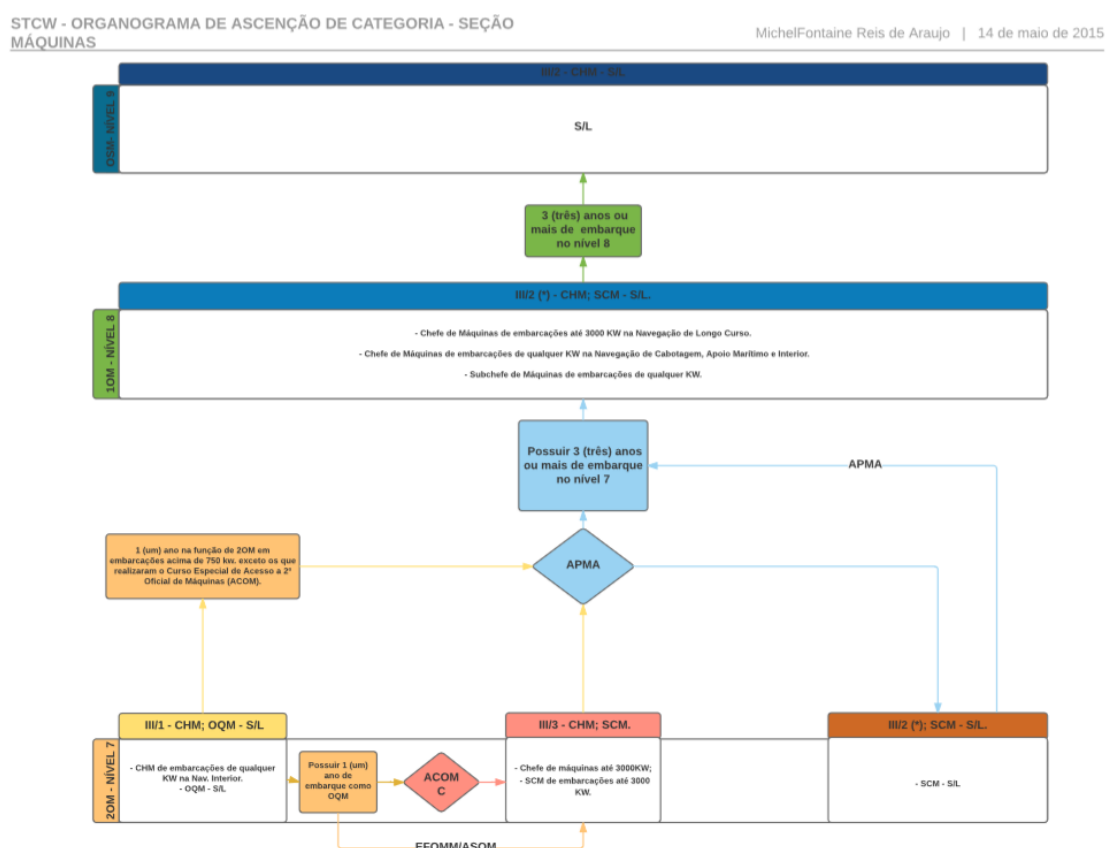 STCW - ORGANOGRAMA DE ASCENÇÃO DE CATEGORIA - SEÇÃO
MÁQUINAS
MichelFontaine Reis de Araujo | 14 de maio de 2015
III/2 - CHM - S/L
OSM- NÍVEL 9
S/L
3 (três) anos ou
mais de embarque
no nível 8
III/2 (*) - CHM; SCM - S/L.
1OM - NÍVEL 8
- Chefe de Máquinas de embarcações até 3000 KW na Navegação de Longo Curso.
- Chefe de Máquinas de embarcações de qualquer KW na Navegação de Cabotagem, Apoio Marítimo e Interior.
- Subchefe de Máquinas de embarcações de qualquer KW.
Possuir 3 (três) anos
ou mais de embarque
no nível 7
APMA
1 (um) ano na função de 2OM em
embarcações acima de 750 kw. exceto os que
realizaram o Curso Especial de Acesso a 2º
Oficial de Máquinas (ACOM).
APMA
III/1 - CHM; OQM - S/L
III/3 - CHM; SCM.
III/2 (*); SCM - S/L.
2OM - NÍVEL 7
- CHM de embarcações de qualquer
KW na Nav. Interior.
- OQM - S/L
Possuir 1 (um)
ano de
embarque como
OQM
ACOM
C
- Chefe de máquinas até 3000KW;
- SCM de embarcações até 3000
KW.
- SCM - S/L
EFOMM/ASOM